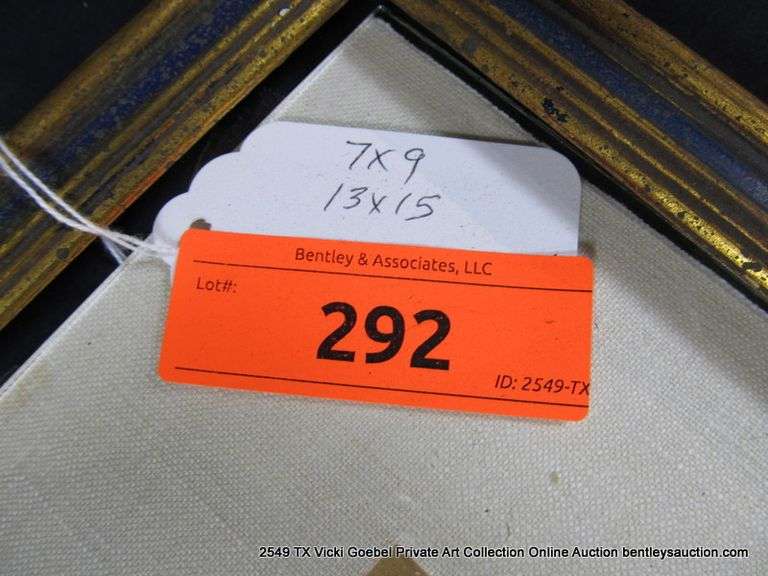 7x9
13x15
Bentley & Associates, LLC
Lot#:
292
ID: 2549-TX
2549 TX Vicki Goebel Private Art Collection Online Auction bentleysauction.com